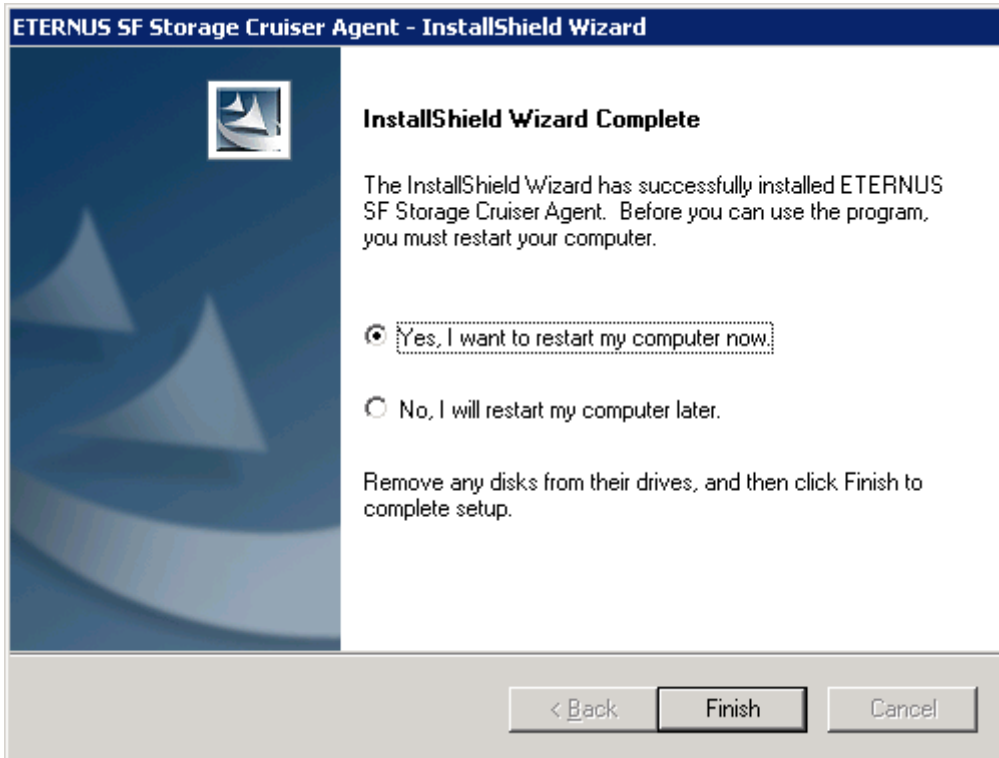 ETERNUS SF Storage Cruiser Agent - InstallShield Wizard
InstallShield Wizard Complete
The InstallShield Wizard has successfully installed ETERNUS
SF Storage Cruiser Agent.  Before you can use the program,
you must restart your computer.
Yes, I want to restart my computer now.
No, I will restart my computer later.
Remove any disks from their drives, and then click Finish to
complete setup.
< Back
Finish
Cancel